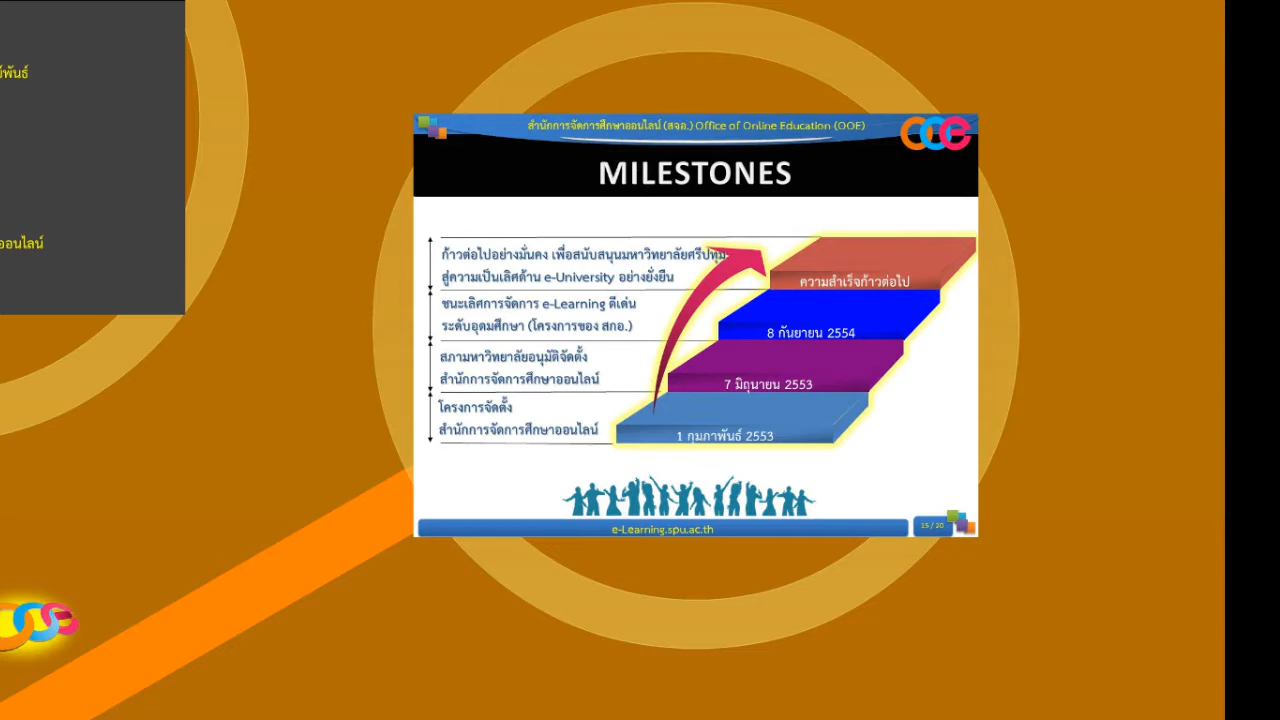 สำนักการจัดการศึกษาออนไลน์ (สจอ.) Office of Online Education (OOE)
MILESTONES
ก้าวต่อไปอย่างมั่นคง เพื่อสนับสนุนมหาวิทยาลัยศรีปทุม
สู่ความเป็นเลิศด้าน e-University อย่างยั่งยืน
ความสำเร็จก้าวต่อไป
ชนะเลิศการจัดการ e-Learning ดีเด่น
ระดับอุดมศึกษา (โครงการของ สกอ.)
8 กันยายน 2554
สภามหาวิทยาลัยอนุมัติจัดตั้ง
สำนักการจัดการศึกษาออนไลน์
7 มิถุนายน 2553
โครงการจัดตั้ง
สำนักการจัดการศึกษาออนไลน์
1 กุมภาพันธ์ 2553
e-Learning.spu.ac.th
15 / 20